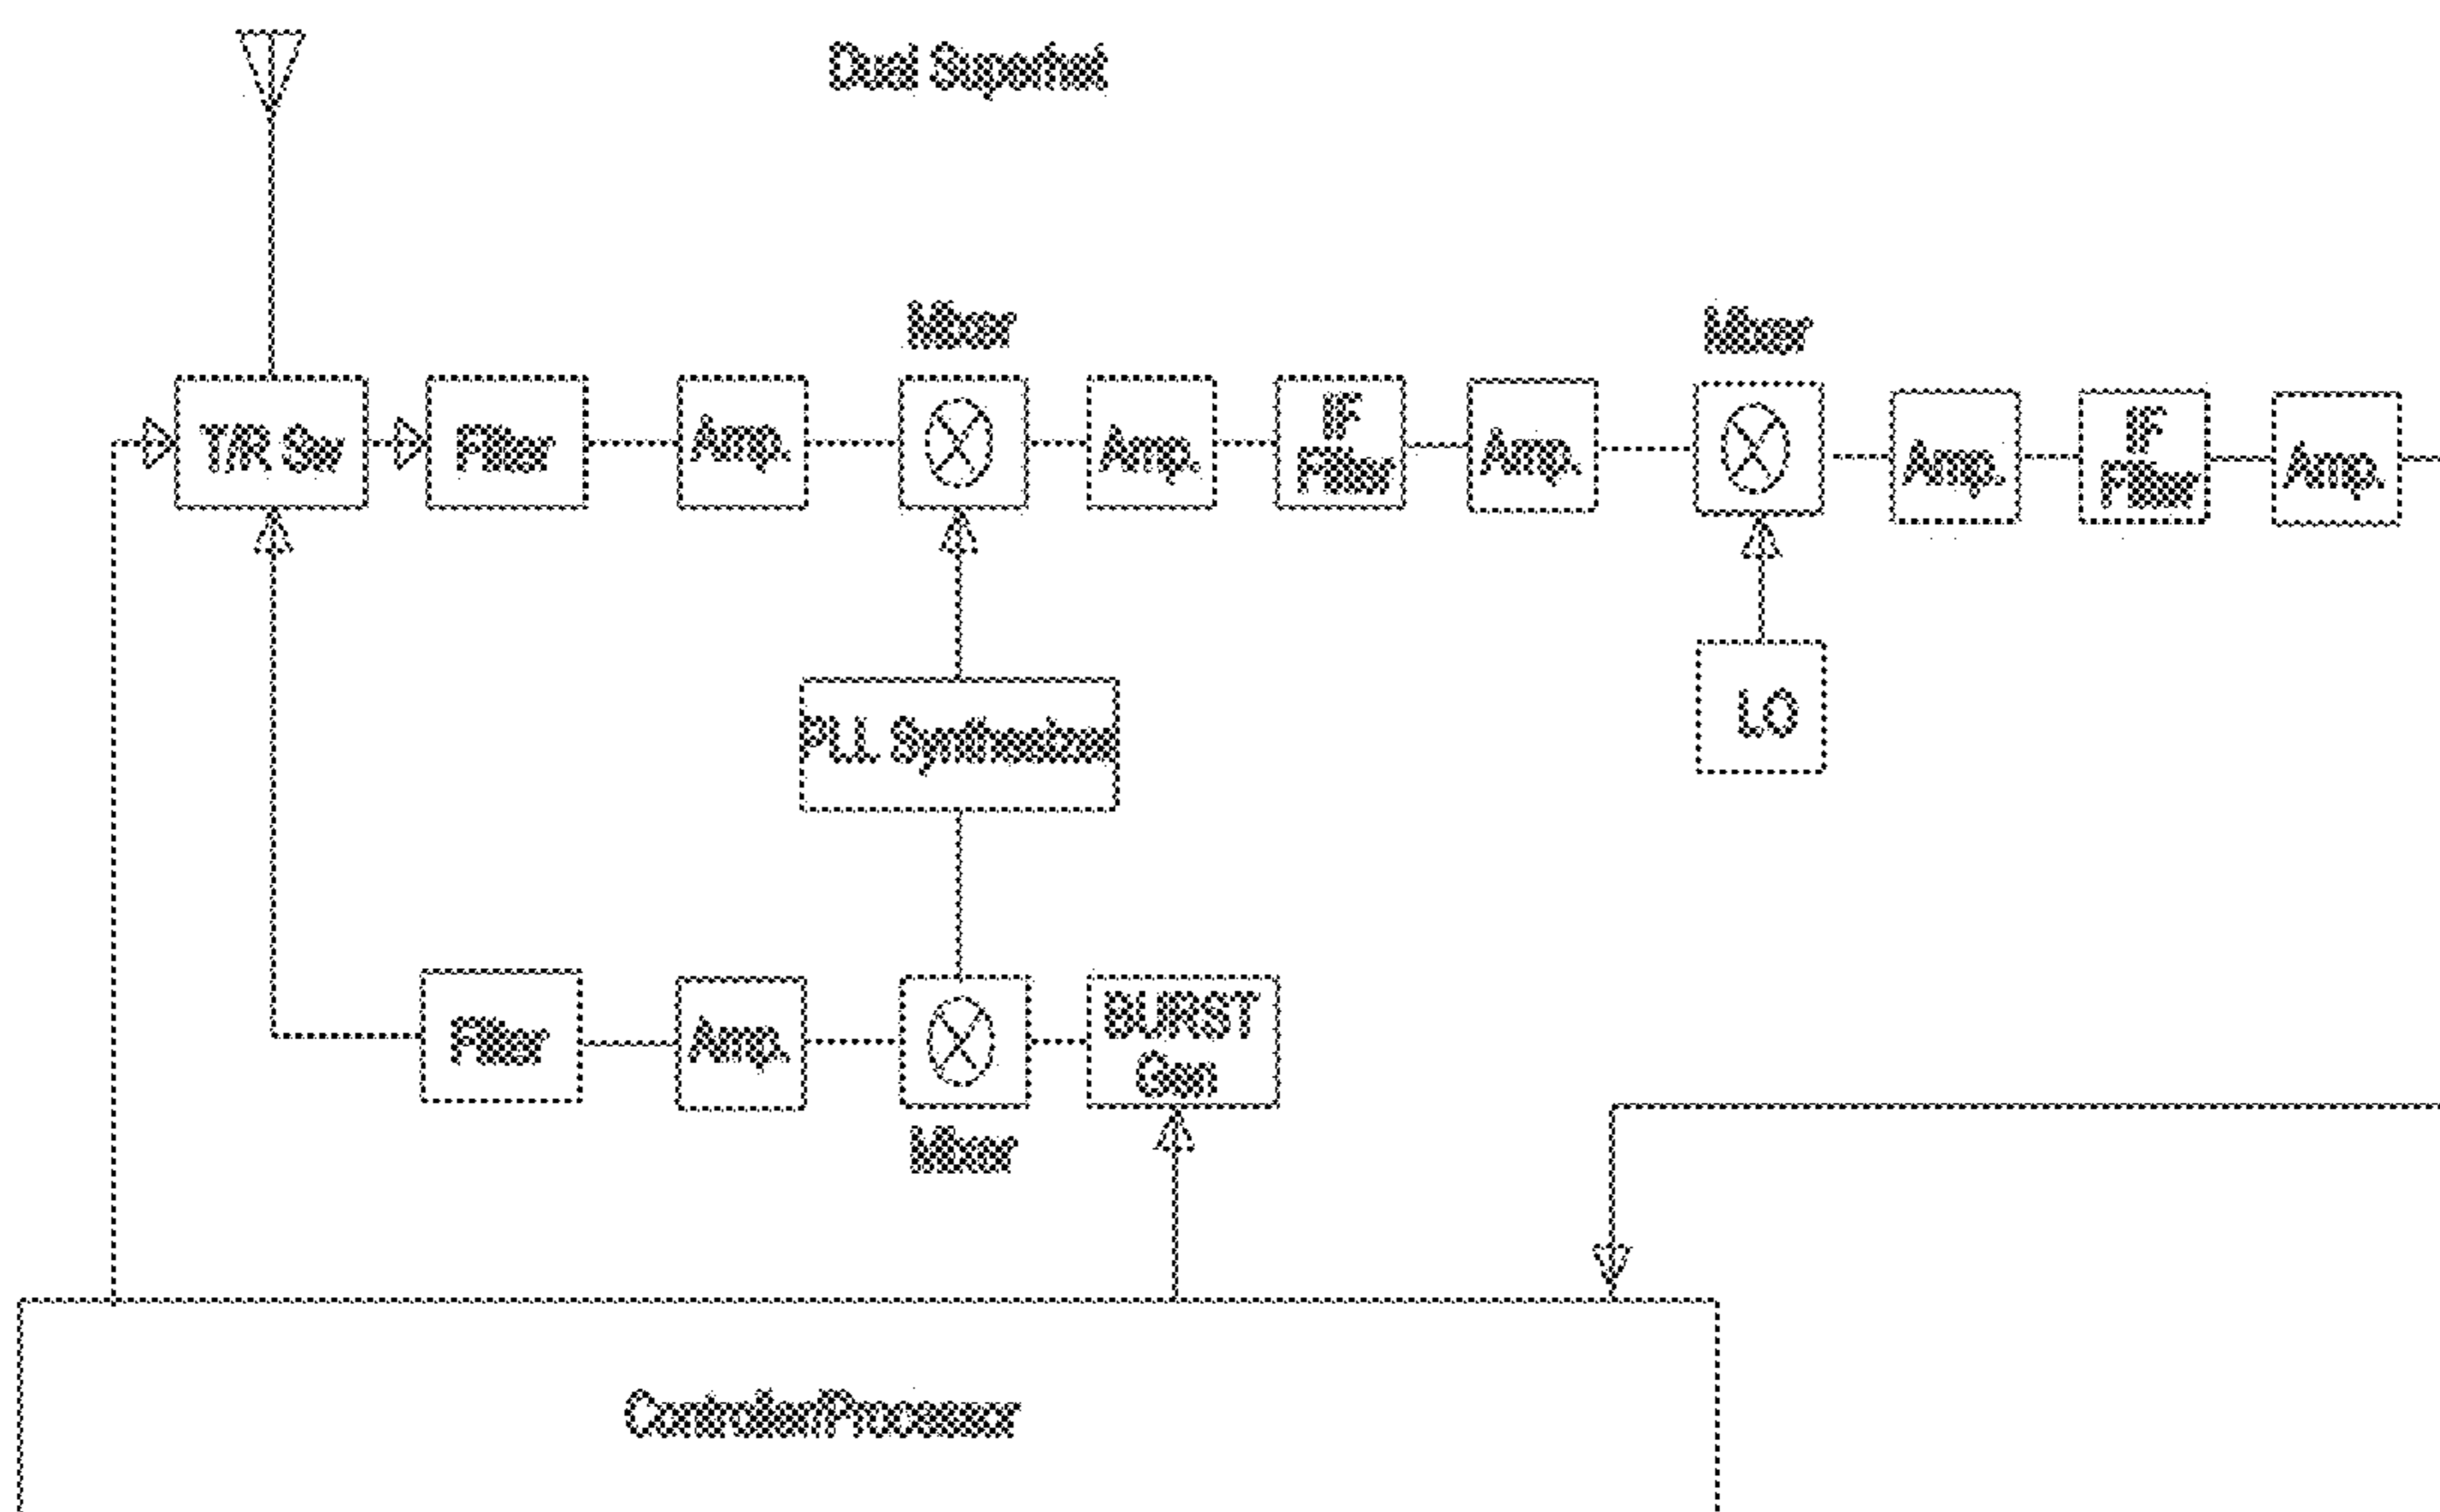 Dual Superhet
Mixer
Mixer
T/R Sw
Filter
Amp.
Amp.
IF
Filter
Amp.
Amp.
IF
Filter
Amp.
PLL Synthesizer
LO
Filter
Amp.
BURST
Gen
Mixer
Controller/Processor